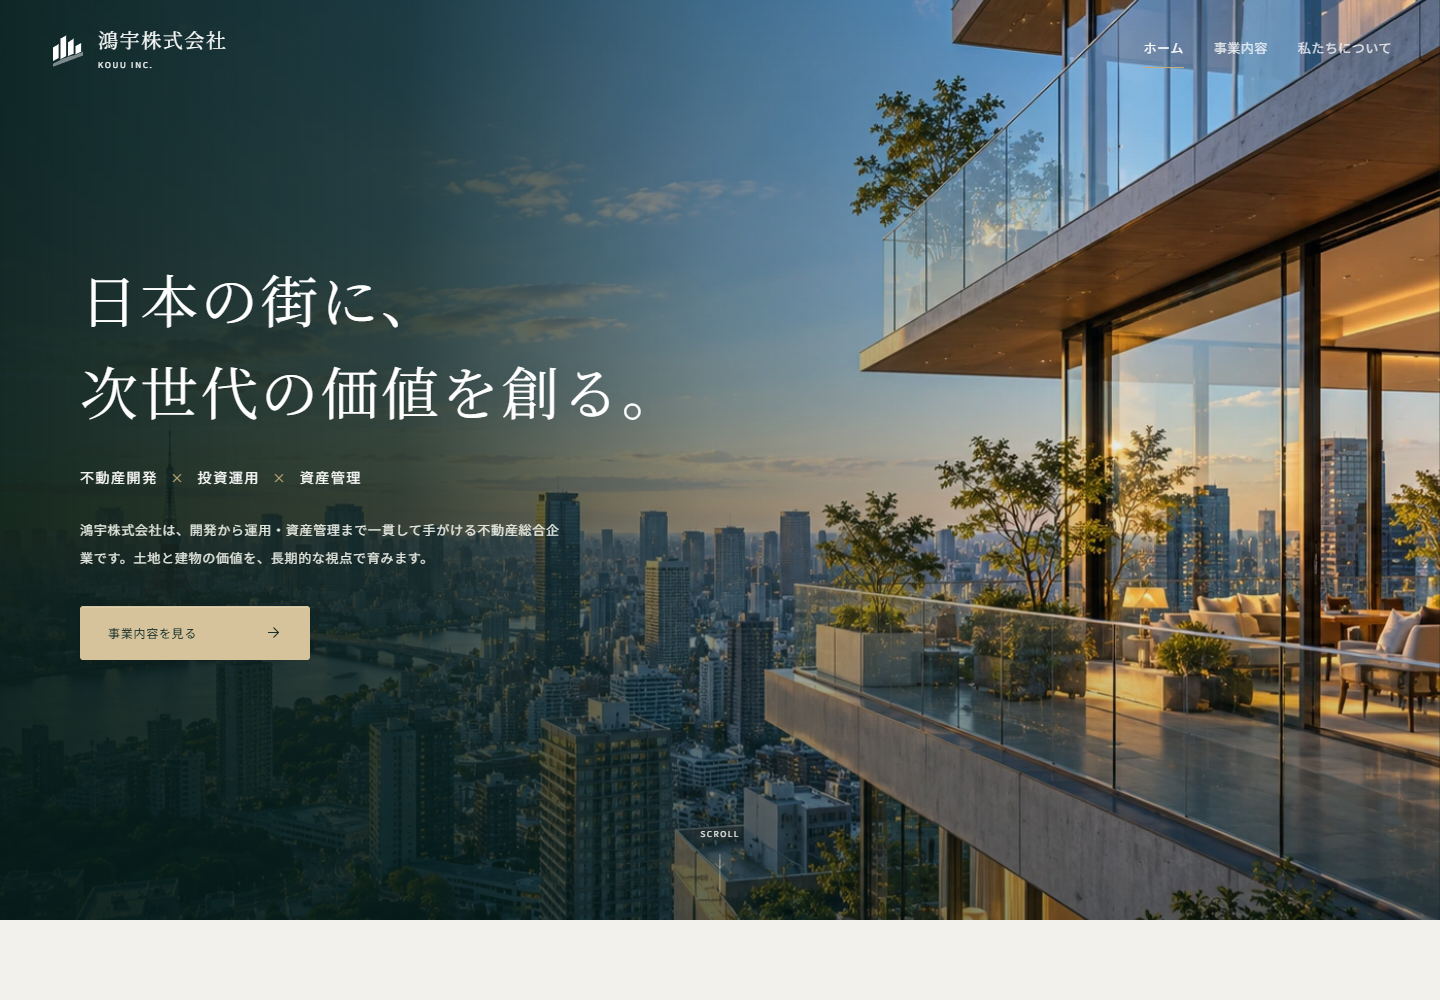 鴻宇株式会社
KOUU INC.
ホーム 事業内容 私たちについて
日本の街に、
次世代の価値を創る。
不動産開発 × 投資運用 × 資産管理
鴻宇株式会社は、開発から運用・資産管理まで一貫して手がける不動産総合企
業です。土地と建物の価値を、長期的な視点で育みます。
事業内容を見る →
SCROLL